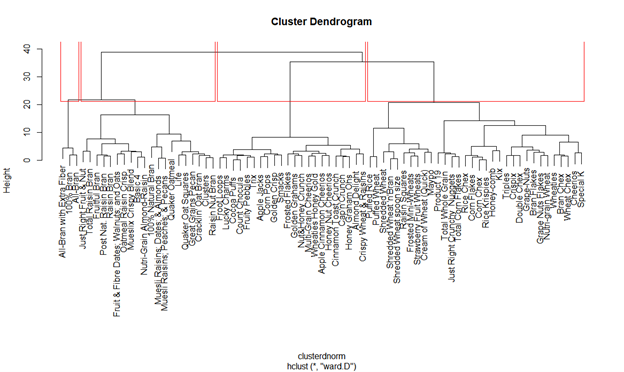 Cluster Dendrogram
Height
40
30
20
10
0
All-Bran with Extra Fiber
100% Bran
All-Bran
Just Right Fruit & Nut
Total Raisin Bran
Fruitful Bran
Post Nat. Raisin Bran
Raisin Bran
Fruit & Fibre Dates; Walnuts; and Oats
Oatmeal Raisin Crisp
Mueslix Crispy Blend
Basic 4
Nutri-Grain Almond-Raisin
100% Natural Bran
Muesli Raisins; Dates; & Almonds
Muesli Raisins; Peaches; & Pecans
Quaker Oatmeal
Life
Quaker Oat Squares
Great Grains Pecan
Cracklin' Oat Bran
Clusters
Raisin Nut Bran
Froot Loops
Lucky Charms
Cocoa Puffs
Count Chocula
Fruity Pebbles
Trix
Apple Jacks
Corn Pops
Golden Crisp
Smacks
Frosted Flakes
Golden Grahams
Nut&Honey Crunch
Multi-Grain Cheerios
Wheaties Honey Gold
Apple Cinnamon Cheerios
Honey Nut Cheerios
Cinnamon Toast Crunch
Cap'n'Crunch
Honey Graham Ohs
Almond Delight
Crispy Wheat & Raisins
Puffed Rice
Puffed Wheat
Shredded Wheat
Shredded Wheat 'n'Bran
Shredded Wheat spoon size
Raisin Squares
Frosted Mini-Wheats
Strawberry Fruit Wheats
Cream of Wheat (Quick)
Maypo
Product 19
Total Whole Grain
Just Right Crunchy Nuggets
Total Corn Flakes
Corn Flakes
Rice Chex
Corn Chex
Rice Krispies
Honey-comb
Kix
Triples
Crispix
Double Chex
Grape-Nuts
Bran Flakes
Grape Nuts Flakes
Nutri-grain Wheat
Wheaties
Bran Chex
Wheat Chex
Cheerios
Special K
clusterdnorm
hclust (*, "ward.D")